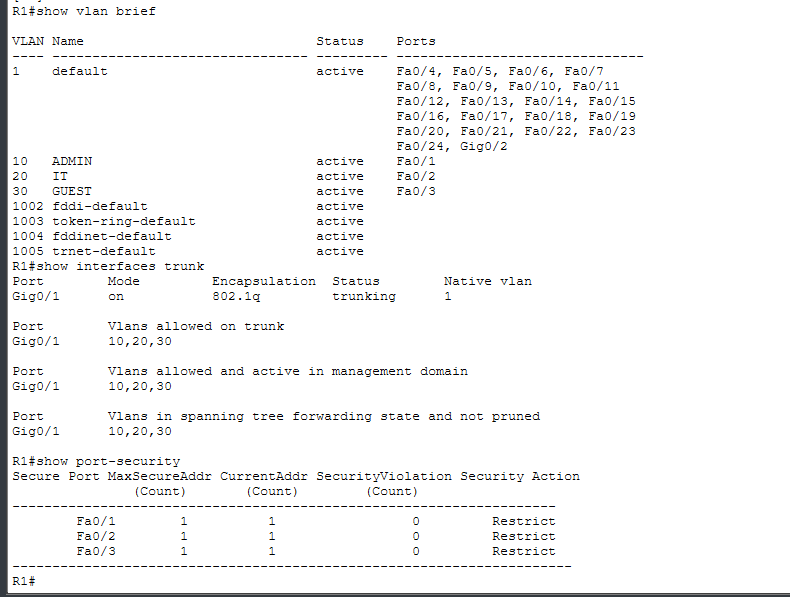 R1#show vlan brief
VLAN Name                             Status    Ports
---- -------------------------------- --------- -------------------------------
1    default                          active    Fa0/4, Fa0/5, Fa0/6, Fa0/7
                                                Fa0/8, Fa0/9, Fa0/10, Fa0/11
                                                Fa0/12, Fa0/13, Fa0/14, Fa0/15
                                                Fa0/16, Fa0/17, Fa0/18, Fa0/19
                                                Fa0/20, Fa0/21, Fa0/22, Fa0/23
                                                Fa0/24, Gig0/2
10   ADMIN                            active    Fa0/1
20   IT                               active    Fa0/2
30   GUEST                            active    Fa0/3
1002 fddi-default                     active
1003 token-ring-default               active
1004 fddinet-default                  active
1005 trnet-default                    active
R1#show interfaces trunk
Port        Mode         Encapsulation  Status        Native vlan
Gig0/1      on           802.1q         trunking      1
Port        Vlans allowed on trunk
Gig0/1      10,20,30
Port        Vlans allowed and active in management domain
Gig0/1      10,20,30
Port        Vlans in spanning tree forwarding state and not pruned
Gig0/1      10,20,30
R1#show port-security
Secure Port MaxSecureAddr CurrentAddr SecurityViolation Security Action
               (Count)       (Count)        (Count)
--------------------------------------------------------------------
        Fa0/1        1          1                 0         Restrict
        Fa0/2        1          1                 0         Restrict
        Fa0/3        1          1                 0         Restrict
----------------------------------------------------------------------
R1#